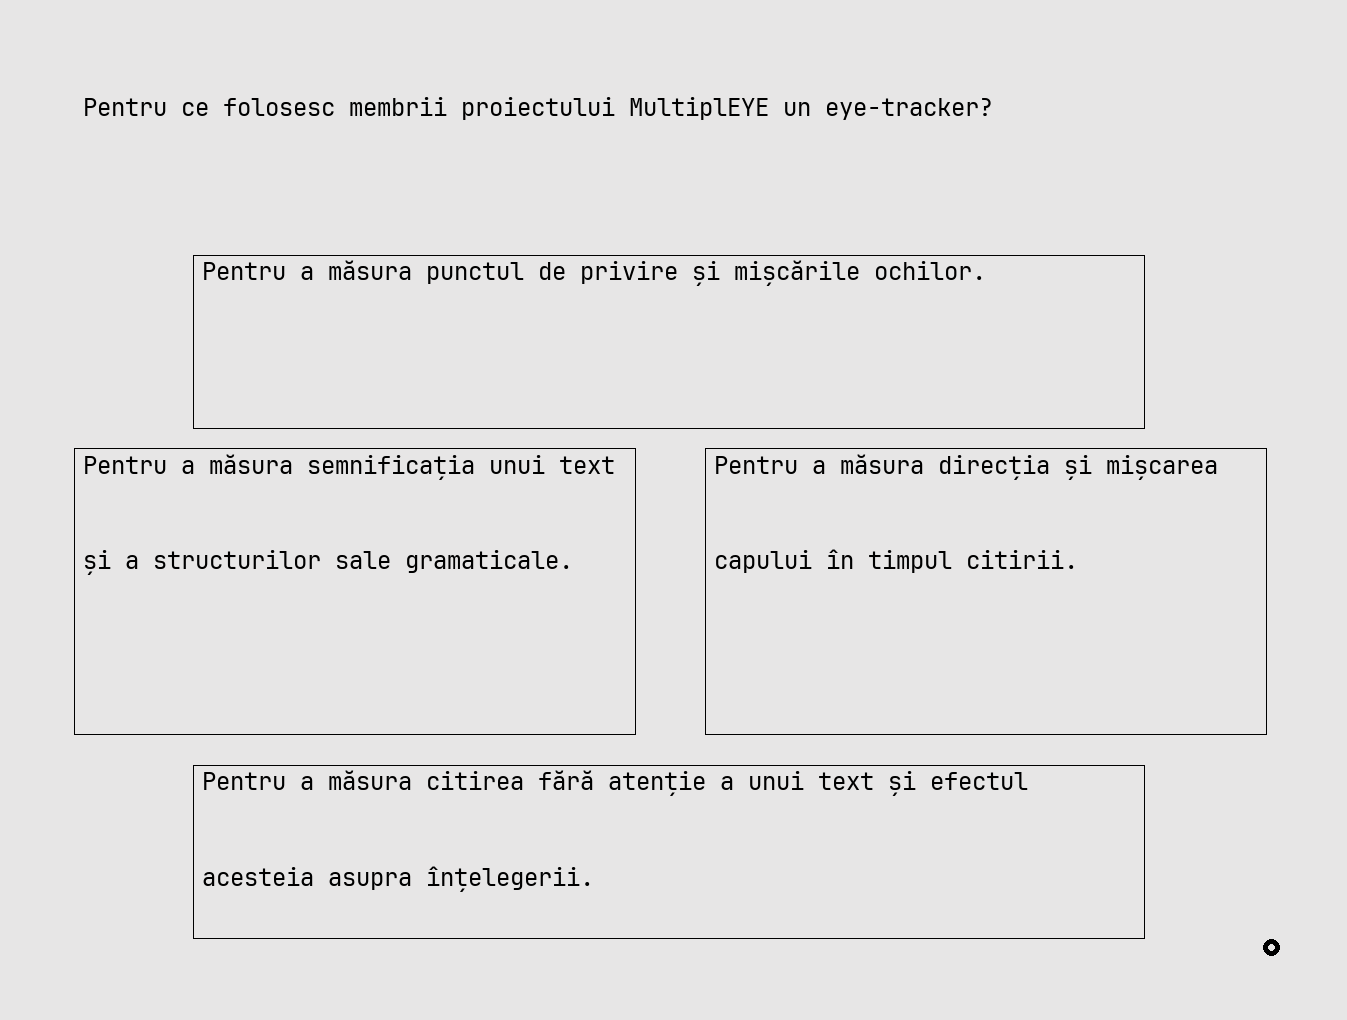 Pentru ce folosesc membrii proiectului MultiplEYE un eye-tracker?
Pentru a măsura punctul de privire și mișcările ochilor.
Pentru a măsura semnificația unui text
și a structurilor sale gramaticale.
Pentru a măsura direcția și mișcarea
capului în timpul citirii.
Pentru a măsura citirea fără atenție a unui text și efectul
acesteia asupra înțelegerii.